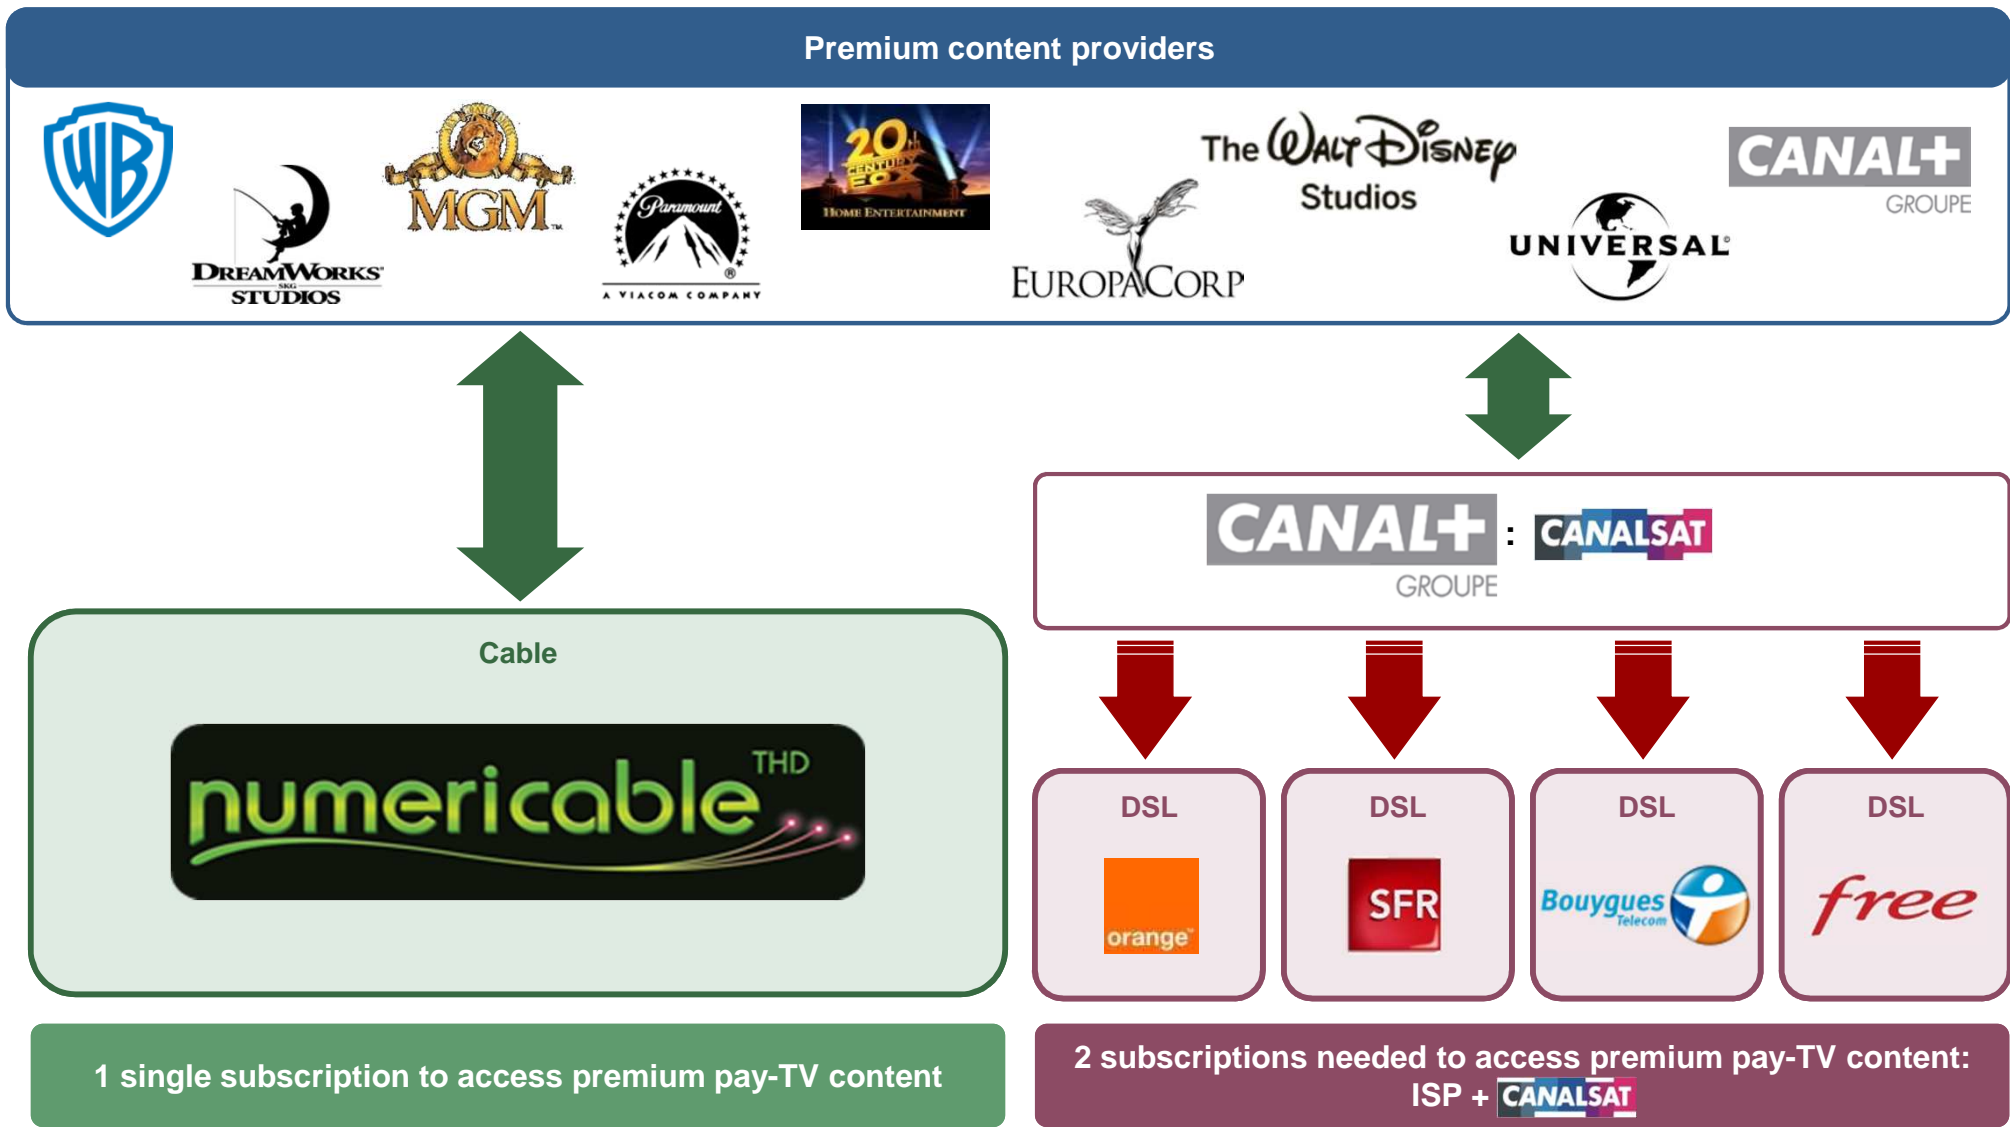 Premium content providers
WB
DREAMWORKS
SKG
STUDIOS
MGM
TM
Paramount
®
A VIACOM COMPANY
20th
CENTURY
FOX
HOME ENTERTAINMENT
EUROPACORP
The WALT DISNEY
Studios
UNIVERSAL
CANAL+
GROUPE
CANAL+ : CANALSAT
GROUPE
Cable
numericable THD
DSL
orange
DSL
SFR
DSL
Bouygues
Telecom
DSL
free
1 single subscription to access premium pay-TV content
2 subscriptions needed to access premium pay-TV content:
ISP + CANALSAT